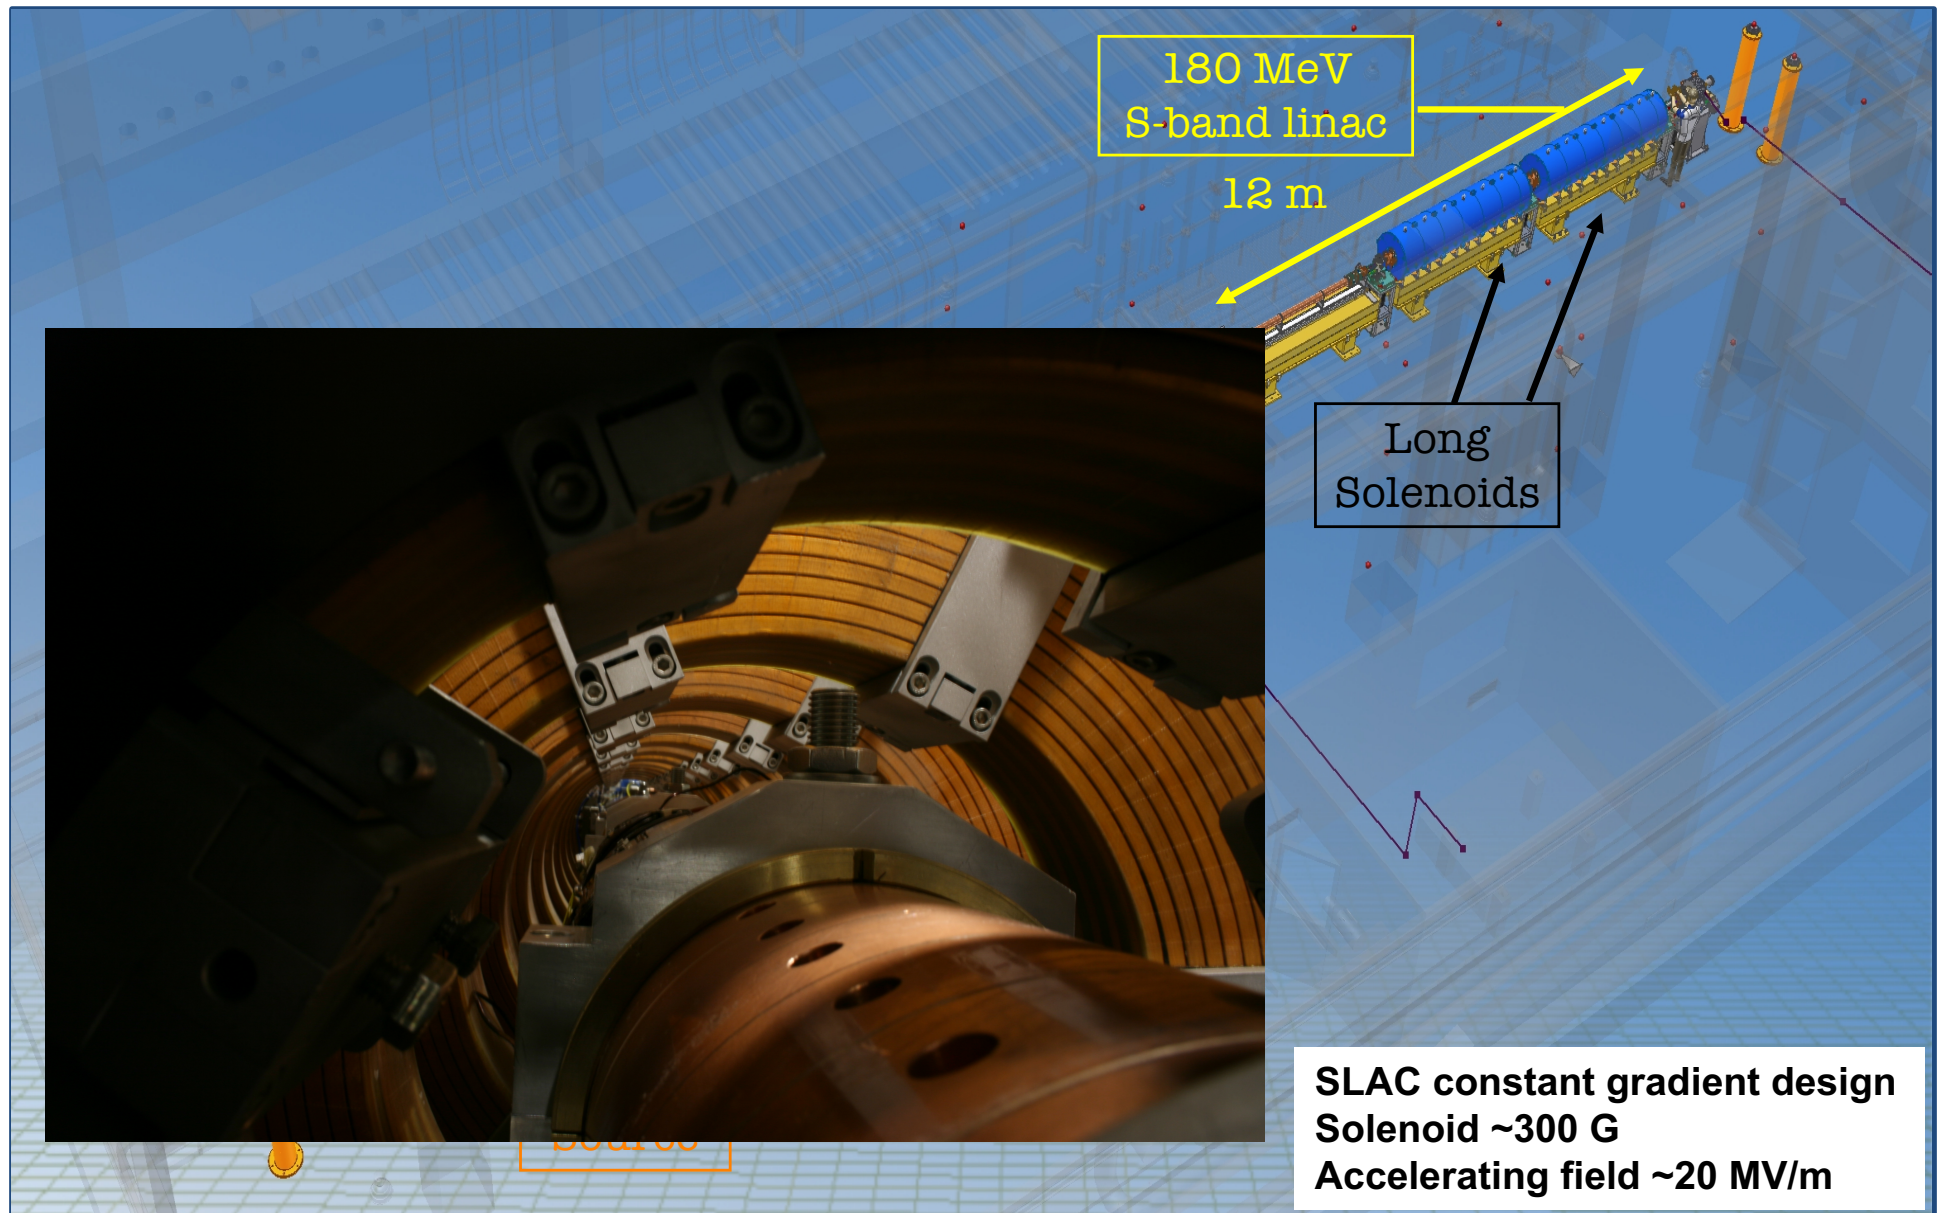 180 MeV
S-band linac
12 m
Long
Solenoids
SLAC constant gradient design
Solenoid ~300 G
Accelerating field ~20 MV/m